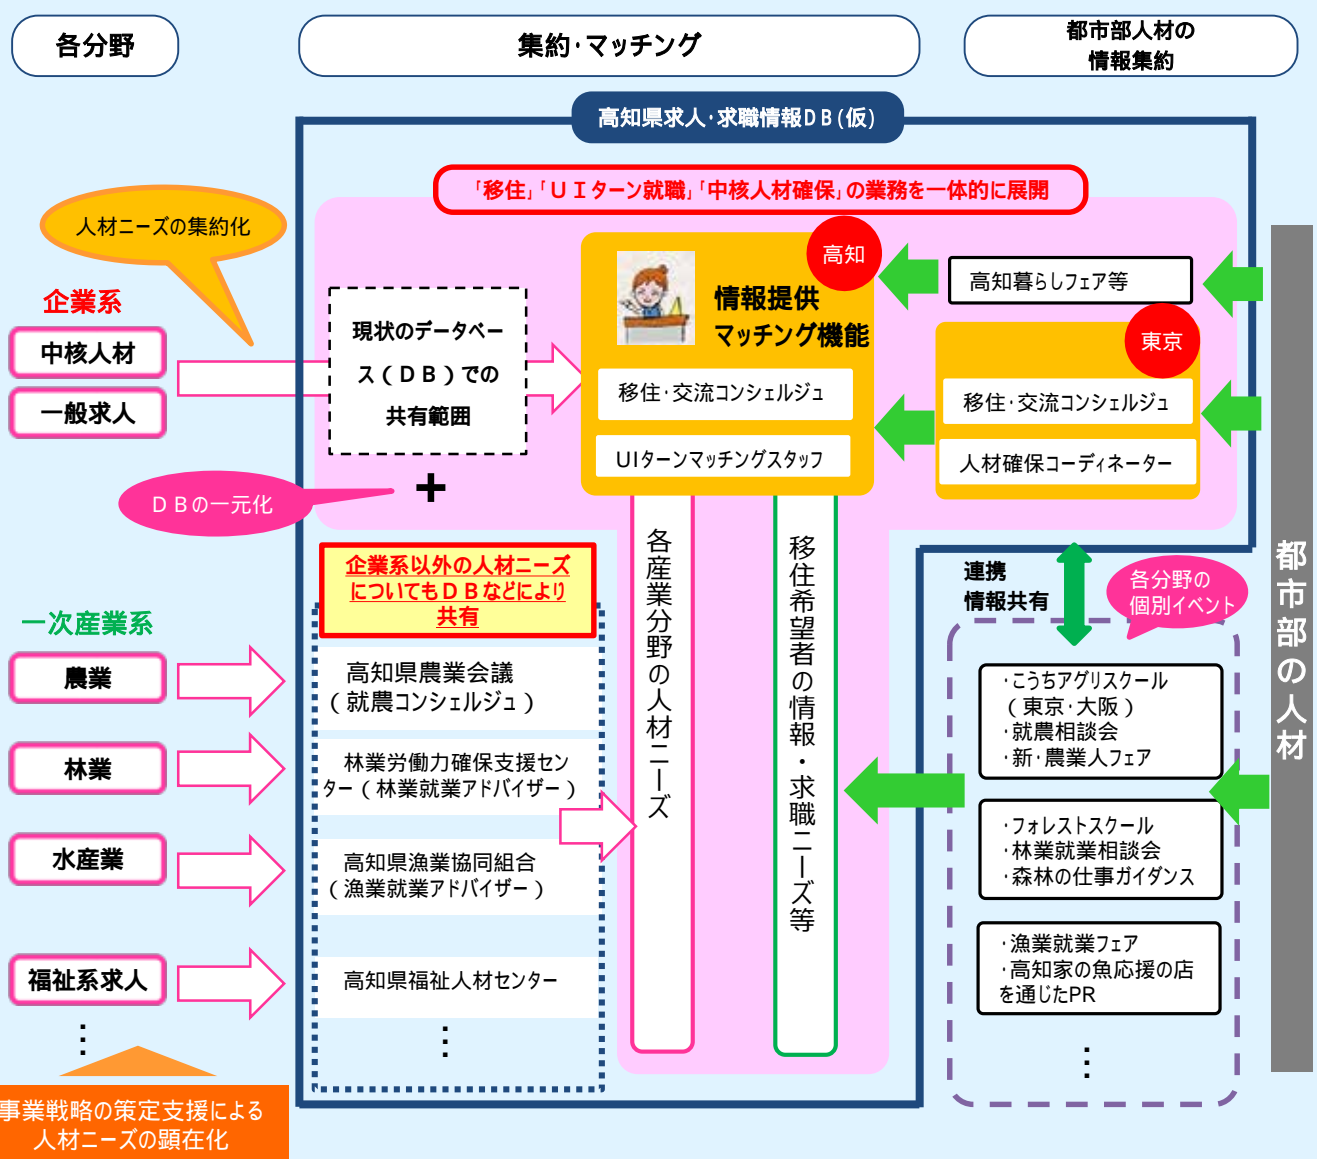 各分野
集約・マッチング
都市部人材の
情報集約
高知県求人・求職情報DB(仮)
「移住」「UIターン就職」「中核人材確保」の業務を一体的に展開
人材ニーズの集約化
企業系
中核人材
一般求人
現状のデータベー
ス(DB)での
共有範囲
+
DBの一元化
高知
情報提供
マッチング機能
移住・交流コンシェルジュ
UIターンマッチングスタッフ
高知暮らしフェア等
東京
移住・交流コンシェルジュ
人材確保コーディネーター
都市部の人材
企業系以外の人材ニーズ
についてもDBなどにより
共有
各産業分野の人材ニーズ
移住希望者の情報・求職ニーズ等
連携
情報共有
各分野の
個別イベント
一次産業系
農業
林業
水産業
福祉系求人
⋮
高知県農業会議
(就農コンシェルジュ)
林業労働力確保支援セン
ター(林業就業アドバイザー)
高知県漁業協同組合
(漁業就業アドバイザー)
高知県福祉人材センター
⋮
・こうちアグリスクール
(東京・大阪)
・就農相談会
・新・農業人フェア
・フォレストスクール
・林業就業相談会
・森林の仕事ガイダンス
・漁業就業フェア
・高知家の魚応援の店
を通じたPR
⋮
事業戦略の策定支援による
人材ニーズの顕在化